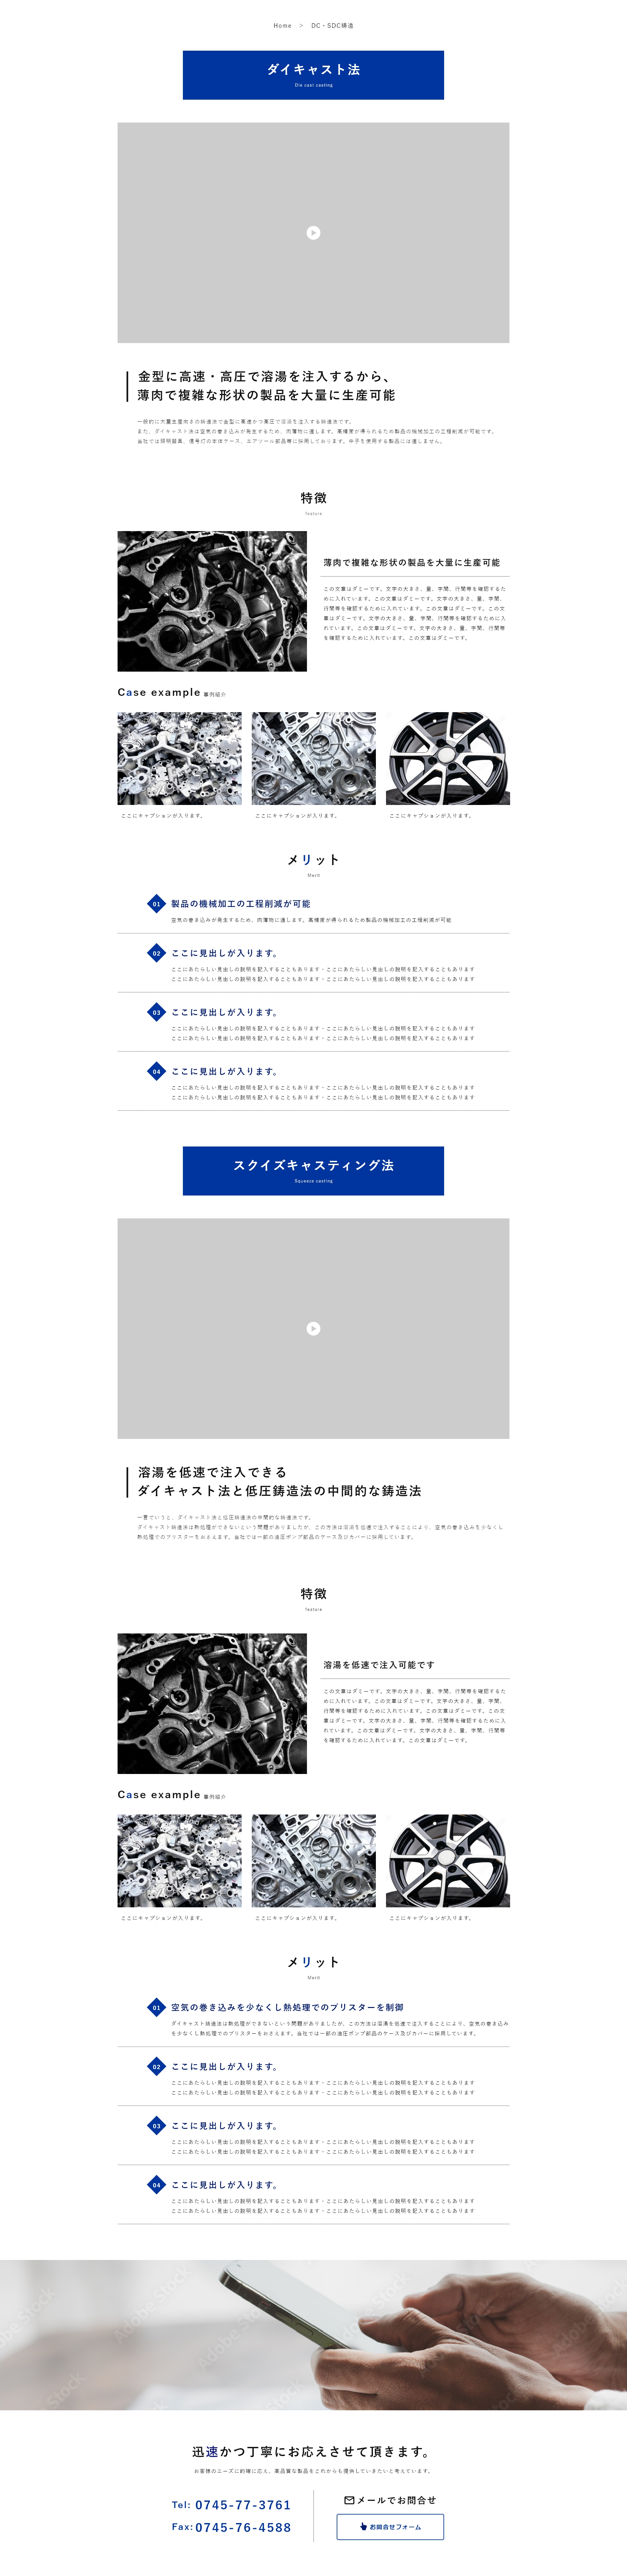 Home > DC・SDC鋳造
ダイキャスト法
Die cast casting
金型に高速・高圧で溶湯を注入するから、
薄肉で複雑な形状の製品を大量に生産可能
一般的に大量生産向きの鋳造法で金型に高速かつ高圧で溶湯を注入する鋳造法です。
また、ダイキャスト法は空気の巻き込みが発生するため、肉薄物に適します。高精度が得られるため製品の機械加工の工程削減が可能です。
当社では照明器具、信号灯の本体ケース、エアツール部品等に採用しております。中子を使用する製品には適しません。
特徴
feature
薄肉で複雑な形状の製品を大量に生産可能
この文章はダミーです。文字の大きさ、量、字間、行間等を確認するた
めに入れています。この文章はダミーです。文字の大きさ、量、字間、
行間等を確認するために入れています。この文章はダミーです。この文
章はダミーです。文字の大きさ、量、字間、行間等を確認するために入
れています。この文章はダミーです。文字の大きさ、量、字間、行間等
を確認するために入れています。この文章はダミーです。
Case example 事例紹介
ここにキャプションが入ります。
ここにキャプションが入ります。
ここにキャプションが入ります。
メリット
Merit
01 製品の機械加工の工程削減が可能
空気の巻き込みが発生するため、肉薄物に適します。高精度が得られるため製品の機械加工の工程削減が可能
02 ここに見出しが入ります。
ここにあたらしい見出しの説明を記入することもあります・ここにあたらしい見出しの説明を記入することもあります
ここにあたらしい見出しの説明を記入することもあります・ここにあたらしい見出しの説明を記入することもあります
03 ここに見出しが入ります。
ここにあたらしい見出しの説明を記入することもあります・ここにあたらしい見出しの説明を記入することもあります
ここにあたらしい見出しの説明を記入することもあります・ここにあたらしい見出しの説明を記入することもあります
04 ここに見出しが入ります。
ここにあたらしい見出しの説明を記入することもあります・ここにあたらしい見出しの説明を記入することもあります
ここにあたらしい見出しの説明を記入することもあります・ここにあたらしい見出しの説明を記入することもあります
スクイズキャスティング法
Squeeze casting
溶湯を低速で注入できる
ダイキャスト法と低圧鋳造法の中間的な鋳造法
一言でいうと、ダイキャスト法と低圧鋳造法の中間的な鋳造法です。
ダイキャスト鋳造法は熱処理ができないという問題がありましたが、この方法は溶湯を低速で注入することにより、空気の巻き込みを少なくし
熱処理でのブリスターをおさえます。当社では一部の油圧ポンプ部品のケース及びカバーに採用しています。
特徴
feature
溶湯を低速で注入可能です
この文章はダミーです。文字の大きさ、量、字間、行間等を確認するた
めに入れています。この文章はダミーです。文字の大きさ、量、字間、
行間等を確認するために入れています。この文章はダミーです。この文
章はダミーです。文字の大きさ、量、字間、行間等を確認するために入
れています。この文章はダミーです。文字の大きさ、量、字間、行間等
を確認するために入れています。この文章はダミーです。
Case example 事例紹介
ここにキャプションが入ります。
ここにキャプションが入ります。
ここにキャプションが入ります。
メリット
Merit
01 空気の巻き込みを少なくし熱処理でのブリスターを制御
ダイキャスト鋳造法は熱処理ができないという問題がありましたが、この方法は溶湯を低速で注入することにより、空気の巻き込み
を少なくし熱処理でのブリスターをおさえます。当社では一部の油圧ポンプ部品のケース及びカバーに採用しています。
02 ここに見出しが入ります。
ここにあたらしい見出しの説明を記入することもあります・ここにあたらしい見出しの説明を記入することもあります
ここにあたらしい見出しの説明を記入することもあります・ここにあたらしい見出しの説明を記入することもあります
03 ここに見出しが入ります。
ここにあたらしい見出しの説明を記入することもあります・ここにあたらしい見出しの説明を記入することもあります
ここにあたらしい見出しの説明を記入することもあります・ここにあたらしい見出しの説明を記入することもあります
04 ここに見出しが入ります。
ここにあたらしい見出しの説明を記入することもあります・ここにあたらしい見出しの説明を記入することもあります
ここにあたらしい見出しの説明を記入することもあります・ここにあたらしい見出しの説明を記入することもあります
Adobe Stock
迅速かつ丁寧にお応えさせて頂きます。
お客様のニーズに的確に応え、高品質な製品をこれからも提供していきたいと考えています。
Tel: 0745-77-3761
Fax: 0745-76-4588
メールでお問合せ
お問合せフォーム